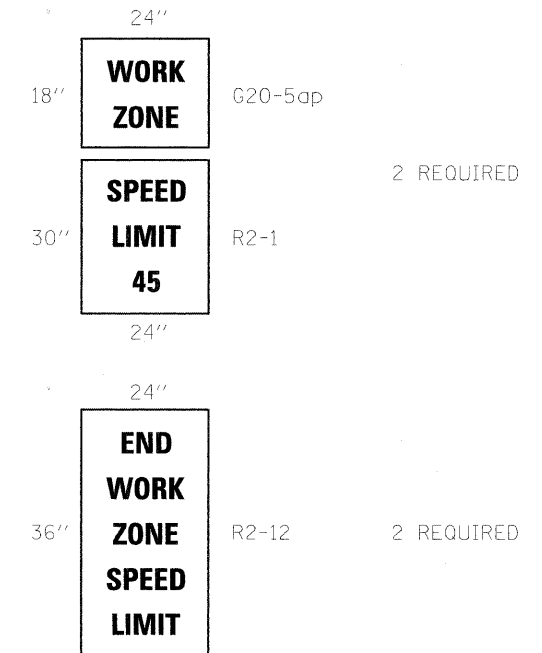 24''
WORK
18'' G20-5ap
ZONE
2 REQUIRED
SPEED
30'' LIMIT R2-1
45
24''
24''
END
WORK
36'' ZONE R2-12 2 REQUIRED
SPEED
LIMIT